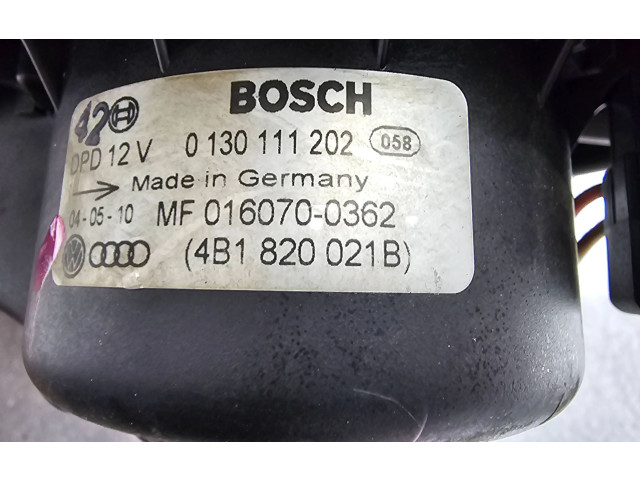 42
BOSCH
DPD 12 V 0 130 111 202 058
Made in Germany
04-05-10 MF 016070-0362
(4B1 820 021B)